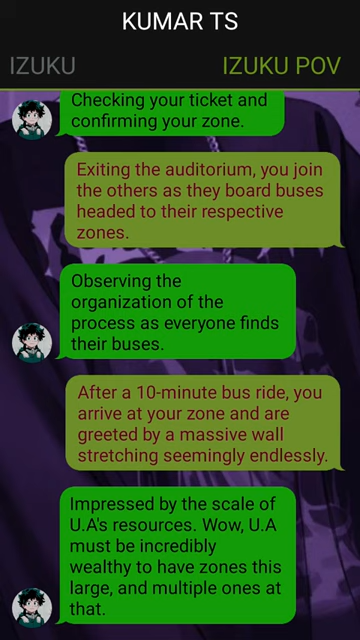 KUMAR TS
IZUKU
IZUKU POV
Checking your ticket and
confirming your zone.
Exiting the auditorium, you join
the others as they board buses
headed to their respective
zones.
Observing the
organization of the
process as everyone finds
their buses.
After a 10-minute bus ride, you
arrive at your zone and are
greeted by a massive wall
stretching seemingly endlessly.
Impressed by the scale of
U.A's resources. Wow, U.A
must be incredibly
wealthy to have zones this
large, and multiple ones at
that.